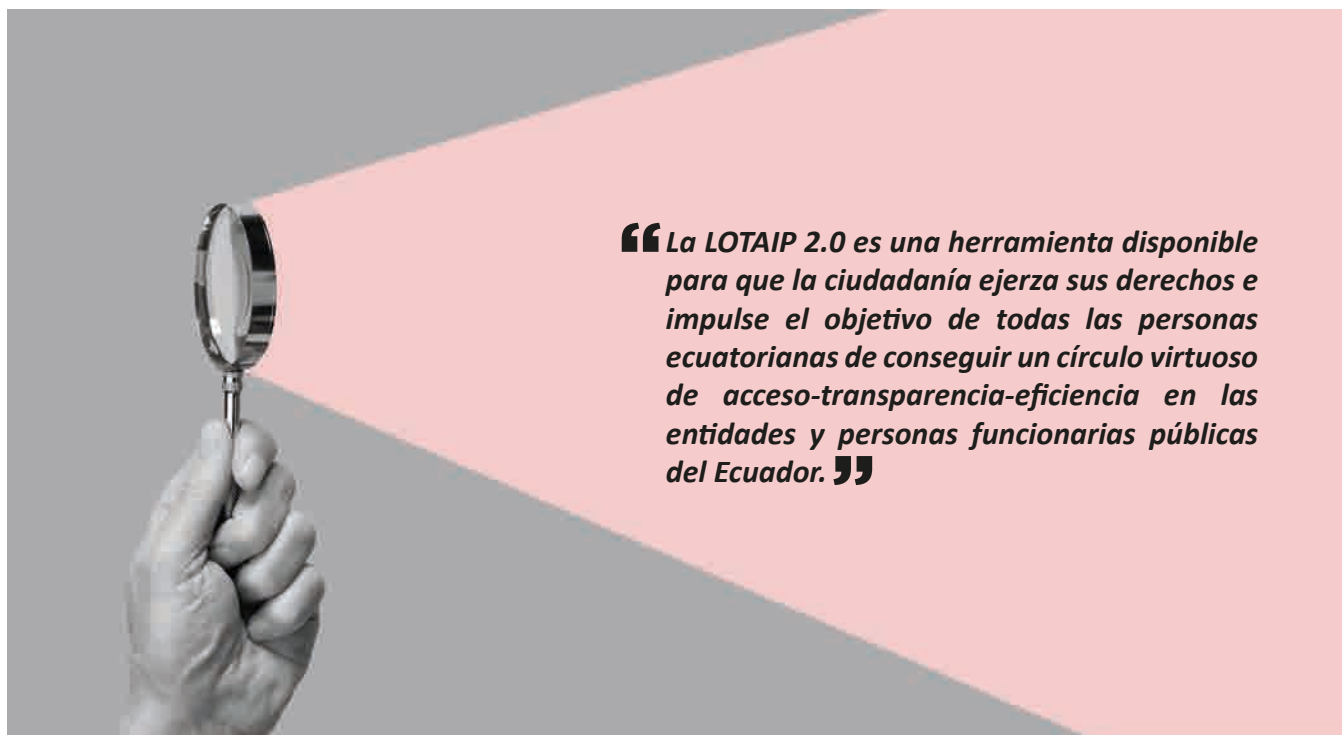 “La LOTAIP 2.0 es una herramienta disponible
para que la ciudadanía ejerza sus derechos e
impulse el objetivo de todas las personas
ecuatorianas de conseguir un círculo virtuoso
de acceso-transparencia-eficiencia en las
entidades y personas funcionarias públicas
del Ecuador.”